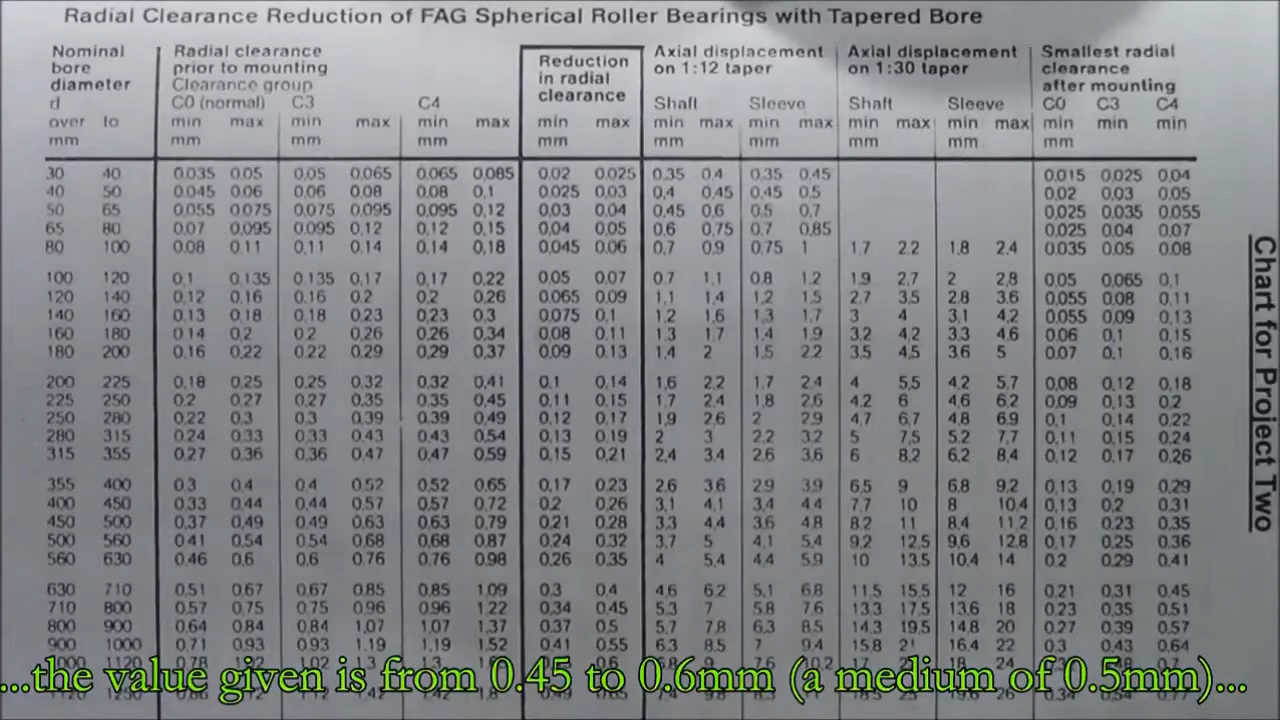 Radial Clearance Reduction of FAG Spherical Roller Bearings with Tapered Bore
Nominal bore diameter d over to mm
Radial clearance prior to mounting Clearance group
C0 (normal) min max mm C3 min max mm C4 min max mm
Reduction in radial clearance min max mm
Axial displacement on 1:12 taper Shaft min max mm Sleeve min max mm
Axial displacement on 1:30 taper Shaft min max mm Sleeve min max mm
Smallest radial clearance after mounting C0 C3 C4 min min min mm
30 40 0,035 0,05 0,05 0,065 0,065 0,085 0,02 0,025 0,35 0,4 0,35 0,45 0,015 0,025 0,04
40 50 0,045 0,06 0,06 0,08 0,08 0,1 0,025 0,03 0,4 0,45 0,45 0,5 0,02 0,03 0,05
50 65 0,055 0,075 0,075 0,095 0,095 0,12 0,03 0,04 0,45 0,6 0,5 0,7 0,025 0,035 0,055
65 80 0,07 0,095 0,095 0,12 0,12 0,15 0,04 0,05 0,6 0,75 0,7 0,85 0,025 0,04 0,07
80 100 0,08 0,11 0,11 0,14 0,14 0,18 0,045 0,06 0,7 0,9 0,75 1 1,7 2,2 1,8 2,4 0,035 0,05 0,08
100 120 0,1 0,135 0,135 0,17 0,17 0,22 0,05 0,07 0,7 1,1 0,8 1,2 1,9 2,7 2 2,8 0,05 0,065 0,1
120 140 0,12 0,16 0,16 0,2 0,2 0,26 0,065 0,09 1,1 1,4 1,2 1,5 2,7 3,5 2,8 3,6 0,055 0,08 0,11
140 160 0,13 0,18 0,18 0,23 0,23 0,3 0,075 0,1 1,2 1,6 1,3 1,7 3 4 3,1 4,2 0,055 0,09 0,13
160 180 0,14 0,2 0,2 0,26 0,26 0,34 0,08 0,11 1,3 1,7 1,4 1,9 3,2 4,2 3,3 4,6 0,06 0,1 0,15
180 200 0,16 0,22 0,22 0,29 0,29 0,37 0,09 0,13 1,4 2 1,5 2,2 3,5 4,5 3,6 5 0,07 0,1 0,16
200 225 0,18 0,25 0,25 0,32 0,32 0,41 0,1 0,14 1,6 2,2 1,7 2,4 4 5,5 4,2 5,7 0,08 0,12 0,18
225 250 0,2 0,27 0,27 0,35 0,35 0,45 0,11 0,15 1,7 2,4 1,8 2,6 4,2 6 4,6 6,2 0,09 0,13 0,2
250 280 0,22 0,3 0,3 0,39 0,39 0,49 0,12 0,17 1,9 2,6 2 2,9 4,7 6,7 4,8 6,9 0,1 0,14 0,22
280 315 0,24 0,33 0,33 0,43 0,43 0,54 0,13 0,19 2 3 2,2 3,2 5 7,5 5,2 7,7 0,11 0,15 0,24
315 355 0,27 0,36 0,36 0,47 0,47 0,59 0,15 0,21 2,4 3,4 2,6 3,6 6 8,2 6,2 8,4 0,12 0,17 0,26
355 400 0,3 0,4 0,4 0,52 0,52 0,65 0,17 0,23 2,6 3,6 2,9 3,9 6,5 9 6,8 9,2 0,13 0,19 0,29
400 450 0,33 0,44 0,44 0,57 0,57 0,72 0,2 0,26 3,1 4,1 3,4 4,4 7,7 10 8 10,4 0,13 0,2 0,31
450 500 0,37 0,49 0,49 0,63 0,63 0,79 0,21 0,28 3,3 4,4 3,6 4,8 8,2 11 8,4 11,2 0,16 0,23 0,35
500 560 0,41 0,54 0,54 0,68 0,68 0,87 0,24 0,32 3,7 5 4,1 5,4 9,2 12,5 9,6 12,8 0,17 0,25 0,36
560 630 0,46 0,6 0,6 0,76 0,76 0,98 0,26 0,35 4 5,4 4,4 5,9 10 13,5 10,4 14 0,2 0,29 0,41
630 710 0,51 0,67 0,67 0,85 0,85 1,09 0,3 0,4 4,6 6,2 5,1 6,8 11,5 15,5 12 16 0,21 0,31 0,45
710 800 0,57 0,75 0,75 0,96 0,96 1,22 0,34 0,45 5,3 7 5,8 7,6 13,3 17,5 13,6 18 0,23 0,35 0,51
800 900 0,64 0,84 0,84 1,07 1,07 1,37 0,37 0,5 5,7 7,8 6,3 8,5 14,3 19,5 14,8 20 0,27 0,39 0,57
900 1000 0,71 0,93 0,93 1,19 1,19 1,52 0,41 0,55 6,3 8,5 7 9,4 15,8 21 16,4 22 0,3 0,43 0,64
...the value given is from 0.45 to 0.6mm (a medium of 0.5mm)...
Chart for Project Two